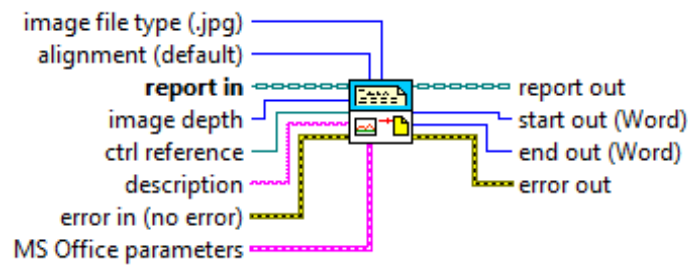 image file type (.jpg)
alignment (default)
report in
report out
image depth
start out (Word)
ctrl reference
end out (Word)
description
error out
error in (no error)
MS Office parameters